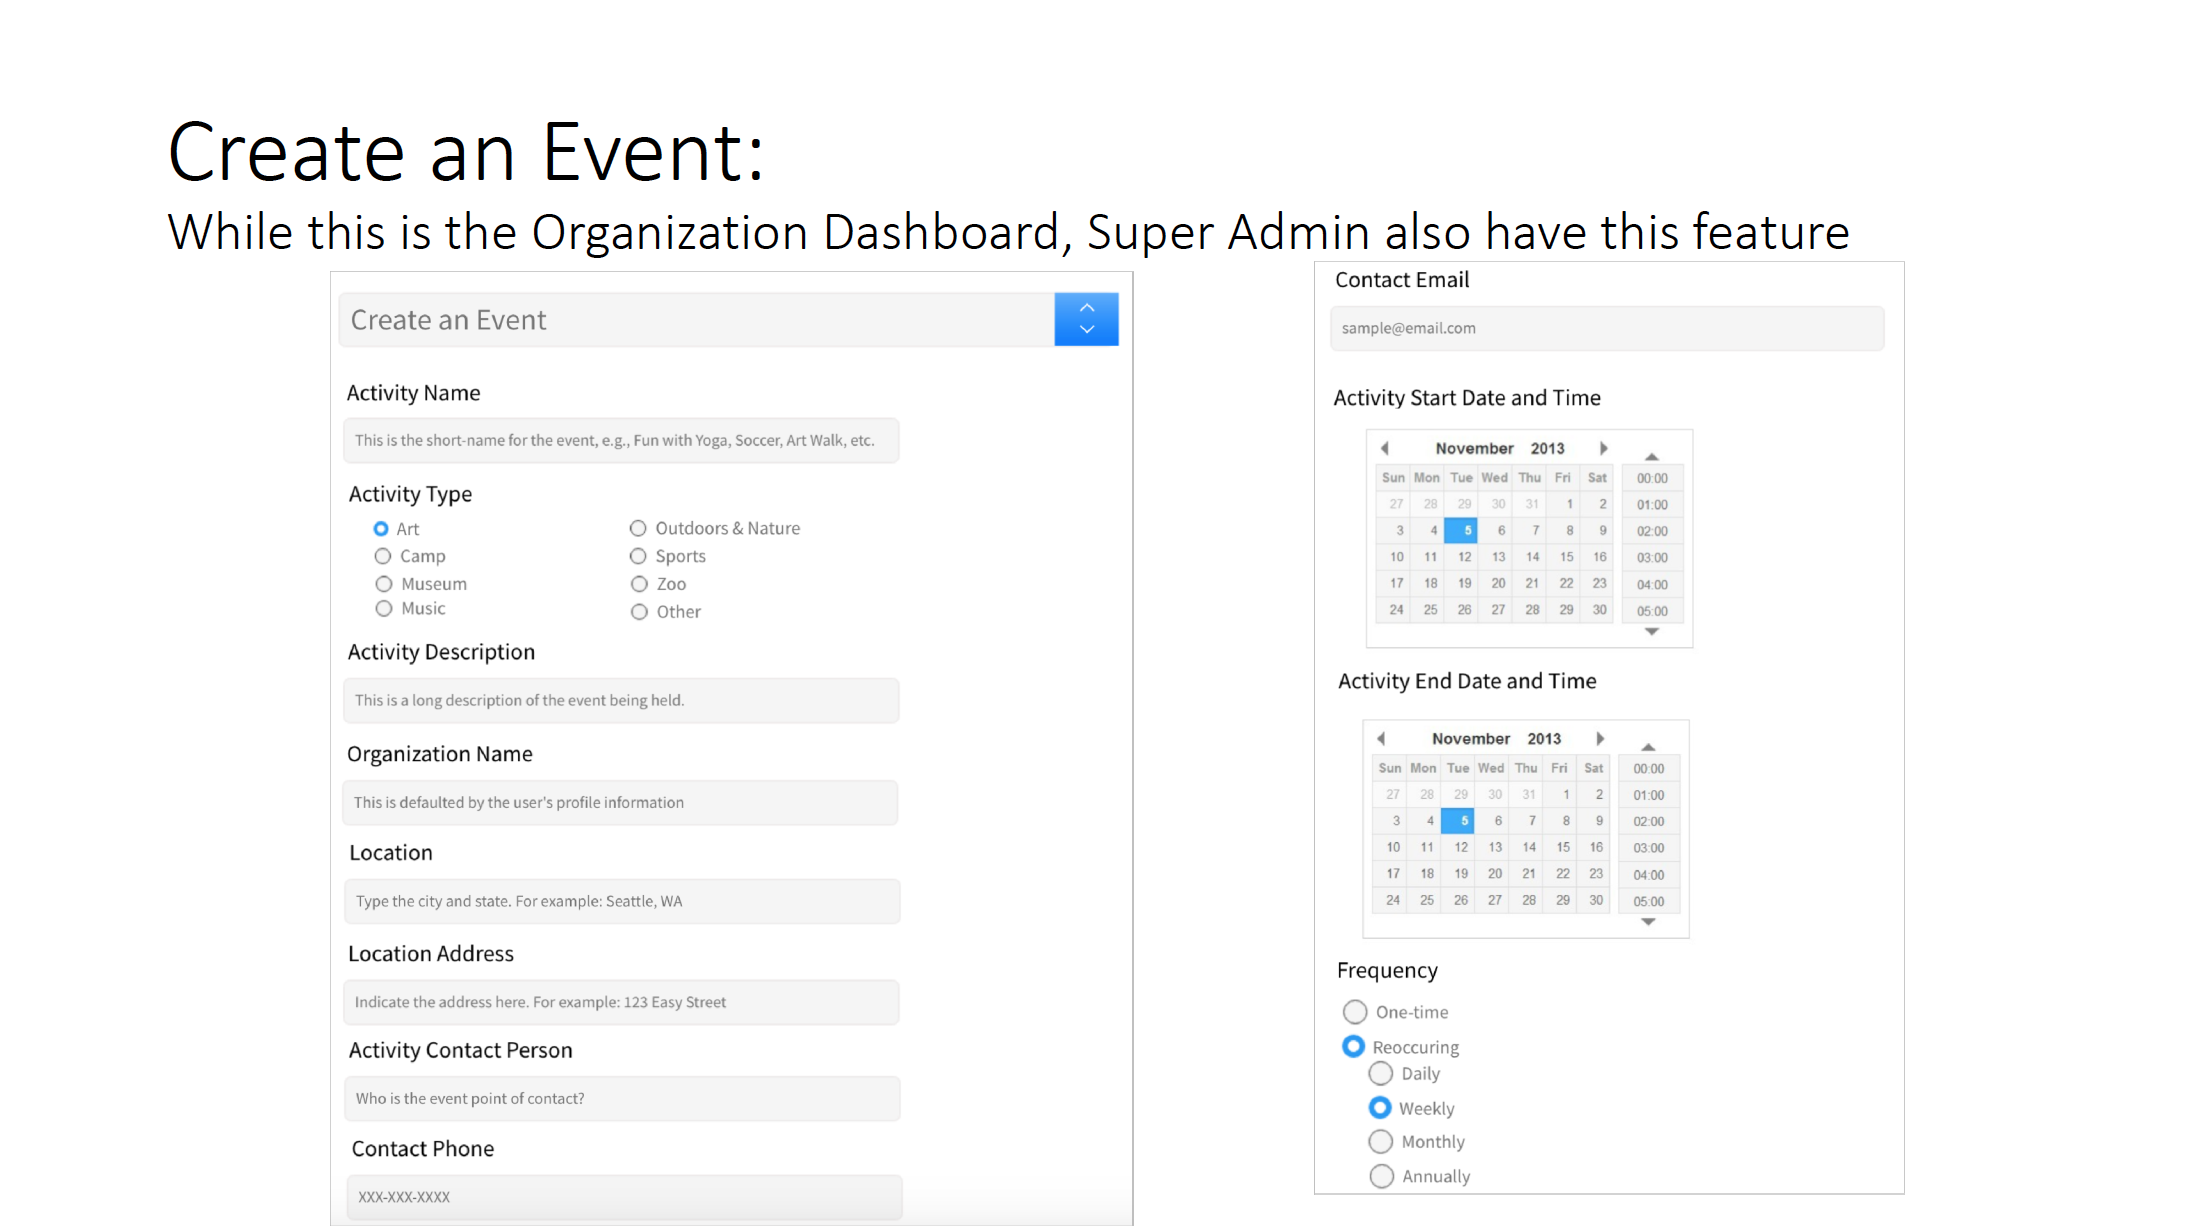 Create an Event:
While this is the Organization Dashboard, Super Admin also have this feature
Create an Event
Activity Name
This is the short-name for the event, e.g., Fun with Yoga, Soccer, Art Walk, etc.
Activity Type
Art
Camp
Museum
Music
Outdoors & Nature
Sports
Zoo
Other
Activity Description
This is a long description of the event being held.
Organization Name
This is defaulted by the user's profile information
Location
Type the city and state. For example: Seattle, WA
Location Address
Indicate the address here. For example: 123 Easy Street
Activity Contact Person
Who is the event point of contact?
Contact Phone
XXX-XXX-XXXX
Contact Email
sample@email.com
Activity Start Date and Time
November 2013
Sun Mon Tue Wed Thu Fri Sat 00:00
27 28 29 30 31 1 2 01:00
3 4 5 6 7 8 9 02:00
10 11 12 13 14 15 16 03:00
17 18 19 20 21 22 23 04:00
24 25 26 27 28 29 30 05:00
Activity End Date and Time
November 2013
Sun Mon Tue Wed Thu Fri Sat 00:00
27 28 29 30 31 1 2 01:00
3 4 5 6 7 8 9 02:00
10 11 12 13 14 15 16 03:00
17 18 19 20 21 22 23 04:00
24 25 26 27 28 29 30 05:00
Frequency
One-time
Reoccuring
Daily
Weekly
Monthly
Annually